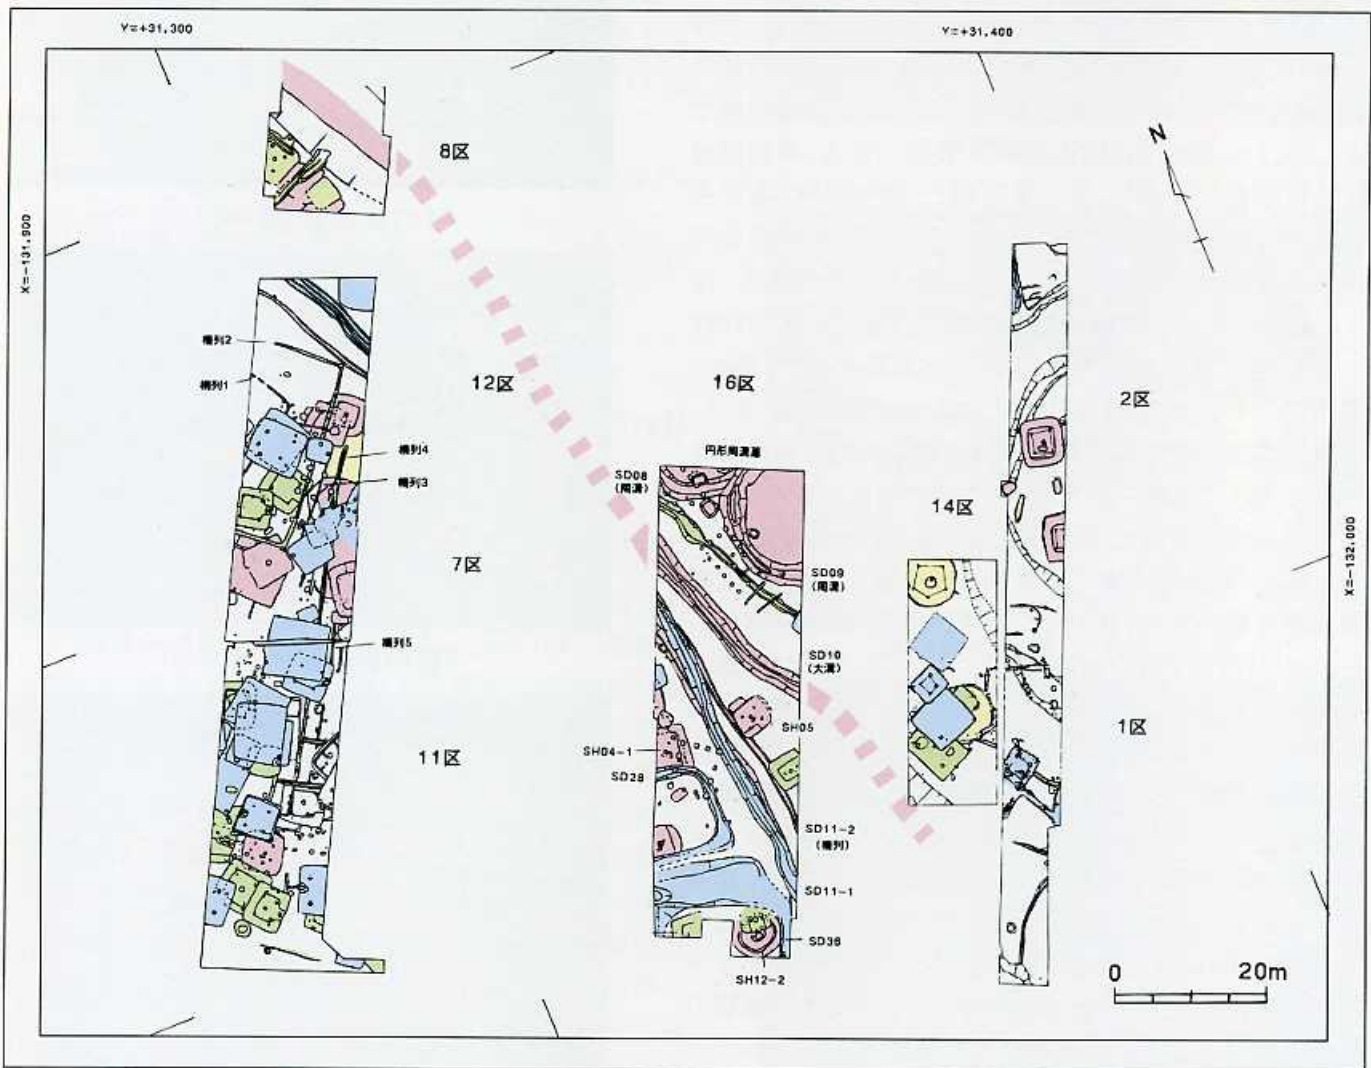 Y=+31.300
Y=+31.400
X=-131.900
X=-132.000
N
8区
柵列2
柵列1
12区
16区
2区
円形周溝墓
柵列4
柵列3
SD08
(周溝)
14区
7区
SD09
(周溝)
柵列5
SD10
(大溝)
SH05
1区
11区
SH04-1
SD28
SD11-2
(柵列)
SD11-1
SD36
SH12-2
0 20m